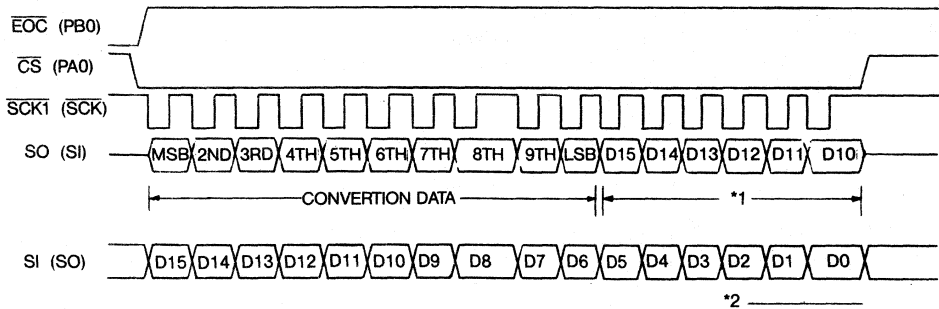 EOC (PB0)
CS (PA0)
SCK1 (SCK)
SO (SI) MSB 2ND 3RD 4TH 5TH 6TH 7TH 8TH 9TH LSB D15 D14 D13 D12 D11 D10
CONVERTION DATA *1
SI (SO) D15 D14 D13 D12 D11 D10 D9 D8 D7 D6 D5 D4 D3 D2 D1 D0
*2